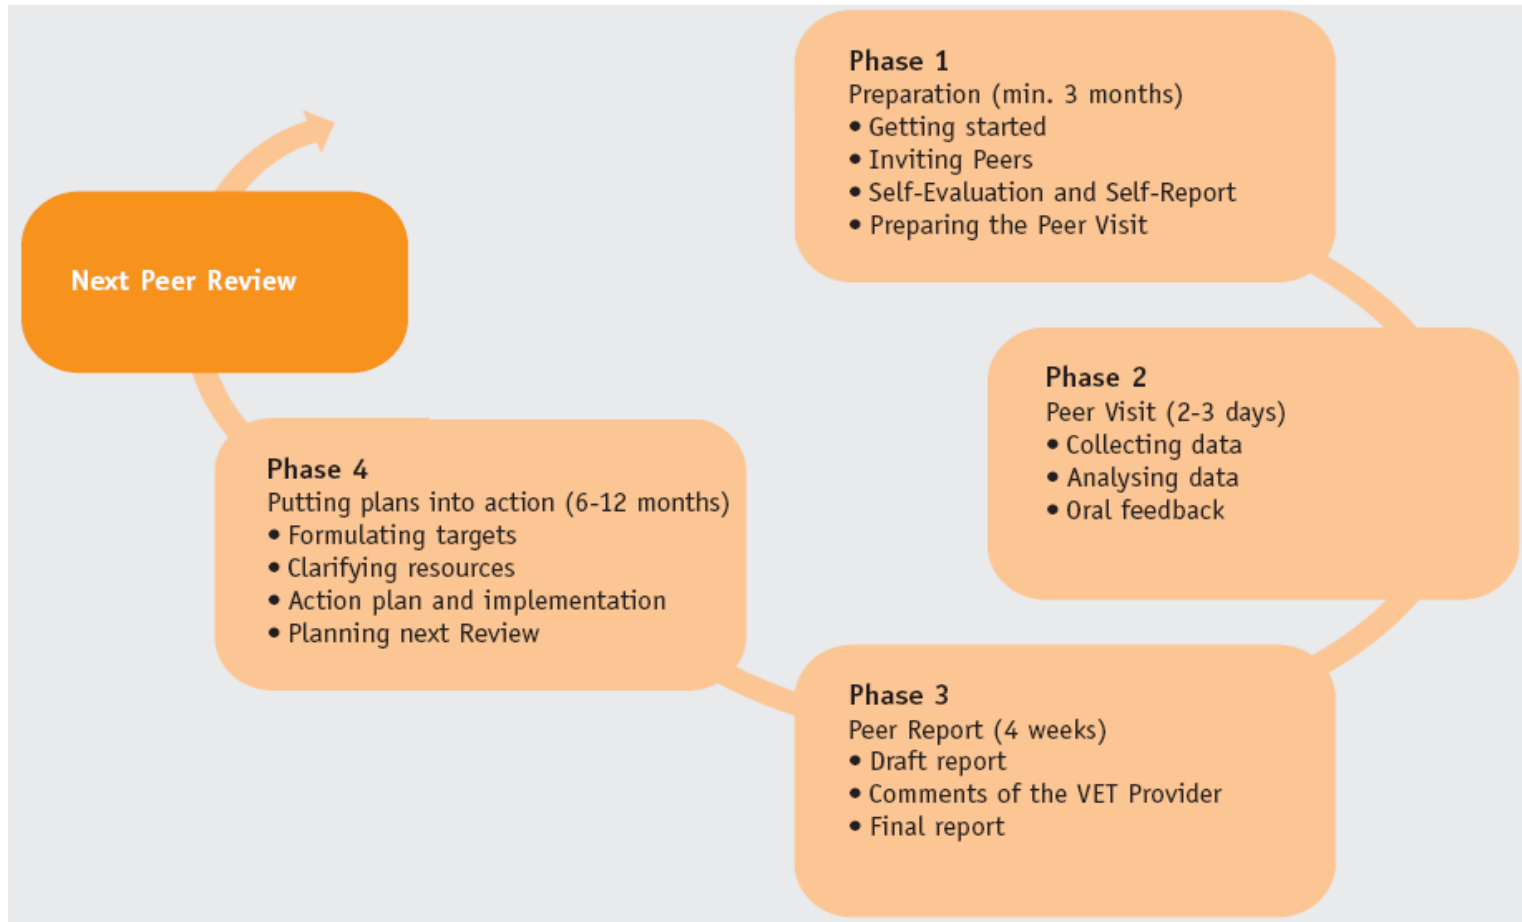 Phase 1
Preparation (min. 3 months)
• Getting started
• Inviting Peers
• Self-Evaluation and Self-Report
• Preparing the Peer Visit
Phase 2
Peer Visit (2-3 days)
• Collecting data
• Analysing data
• Oral feedback
Phase 3
Peer Report (4 weeks)
• Draft report
• Comments of the VET Provider
• Final report
Phase 4
Putting plans into action (6-12 months)
• Formulating targets
• Clarifying resources
• Action plan and implementation
• Planning next Review
Next Peer Review